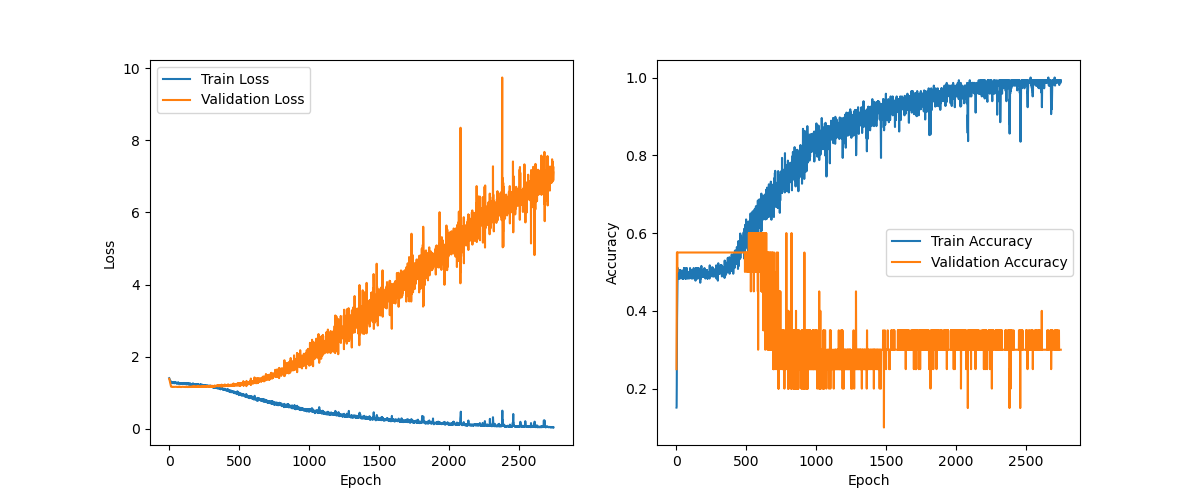 Train Loss
Validation Loss
10
8
6
4
2
0
Loss
0 500 1000 1500 2000 2500
Epoch
Train Accuracy
Validation Accuracy
1.0
0.8
0.6
0.4
0.2
Accuracy
0 500 1000 1500 2000 2500
Epoch